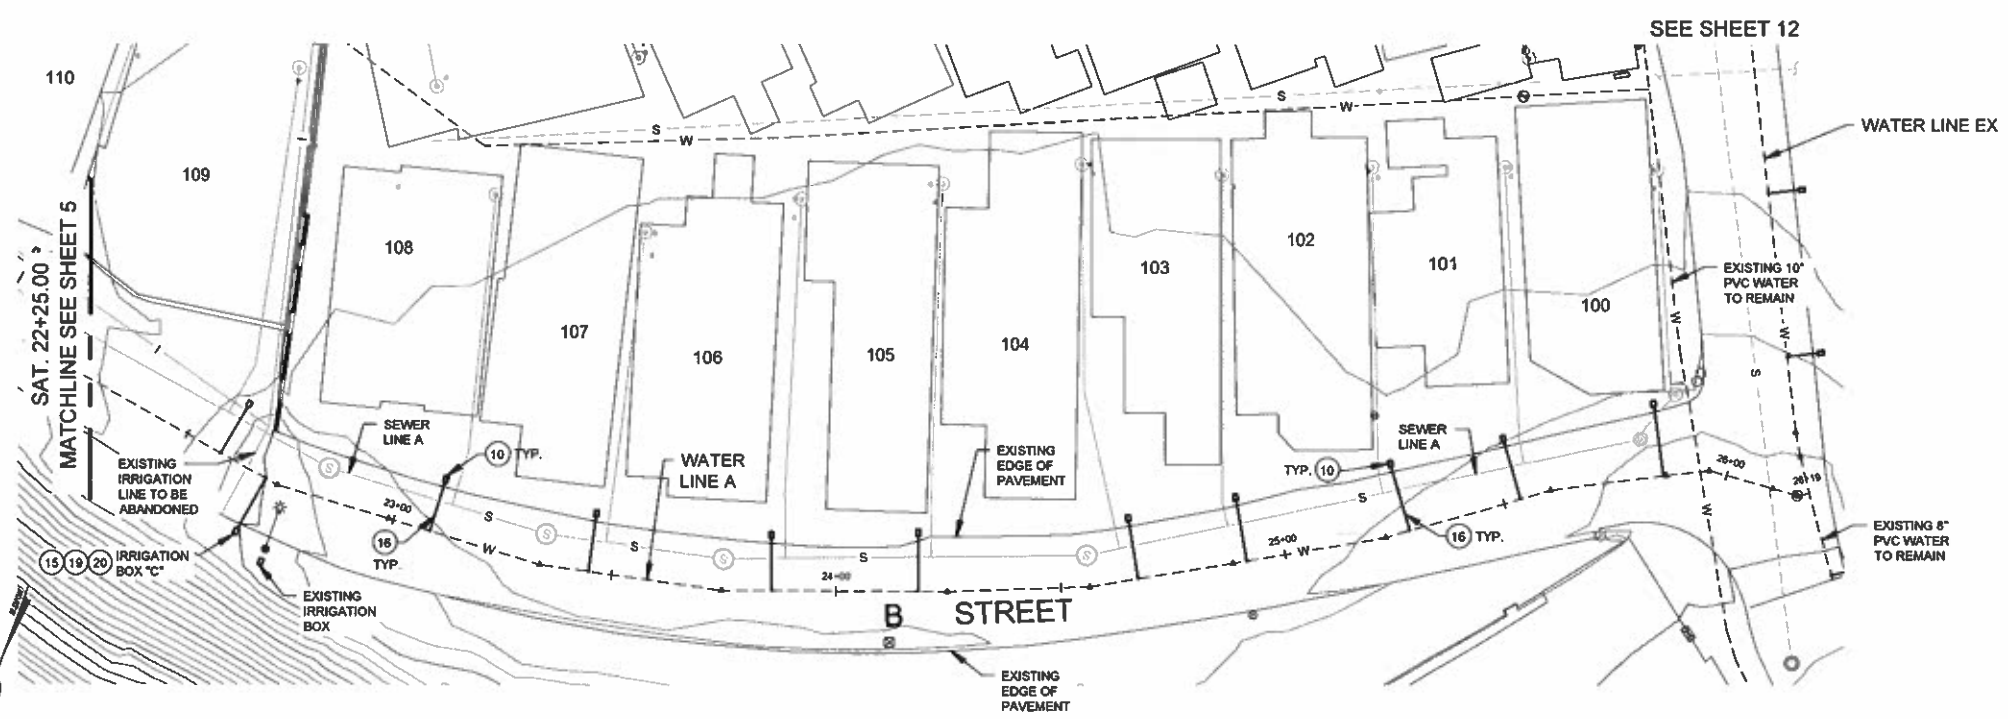 SEE SHEET 12
110
S
W
S
W
S
WATER LINE EX
109
SAT. 22+25.00
MATCHLINE SEE SHEET 5
108
107
106
105
104
103
102
101
100
EXISTING 10"
PVC WATER
TO REMAIN
W
W
S
SEWER
LINE A
10 TYP.
WATER
LINE A
EXISTING
EDGE OF
PAVEMENT
SEWER
LINE A
TYP. 10
EXISTING
IRRIGATION
LINE TO BE
ABANDONED
S
23+00
S
S
S
S
S
S
S
S
S
26+00
26+19
W
16
TYP.
W
24+00
25+00
W
16 TYP.
EXISTING 8"
PVC WATER
TO REMAIN
15 19 20 IRRIGATION
BOX "C"
EXISTING
IRRIGATION
BOX
B STREET
EXISTING
EDGE OF
PAVEMENT